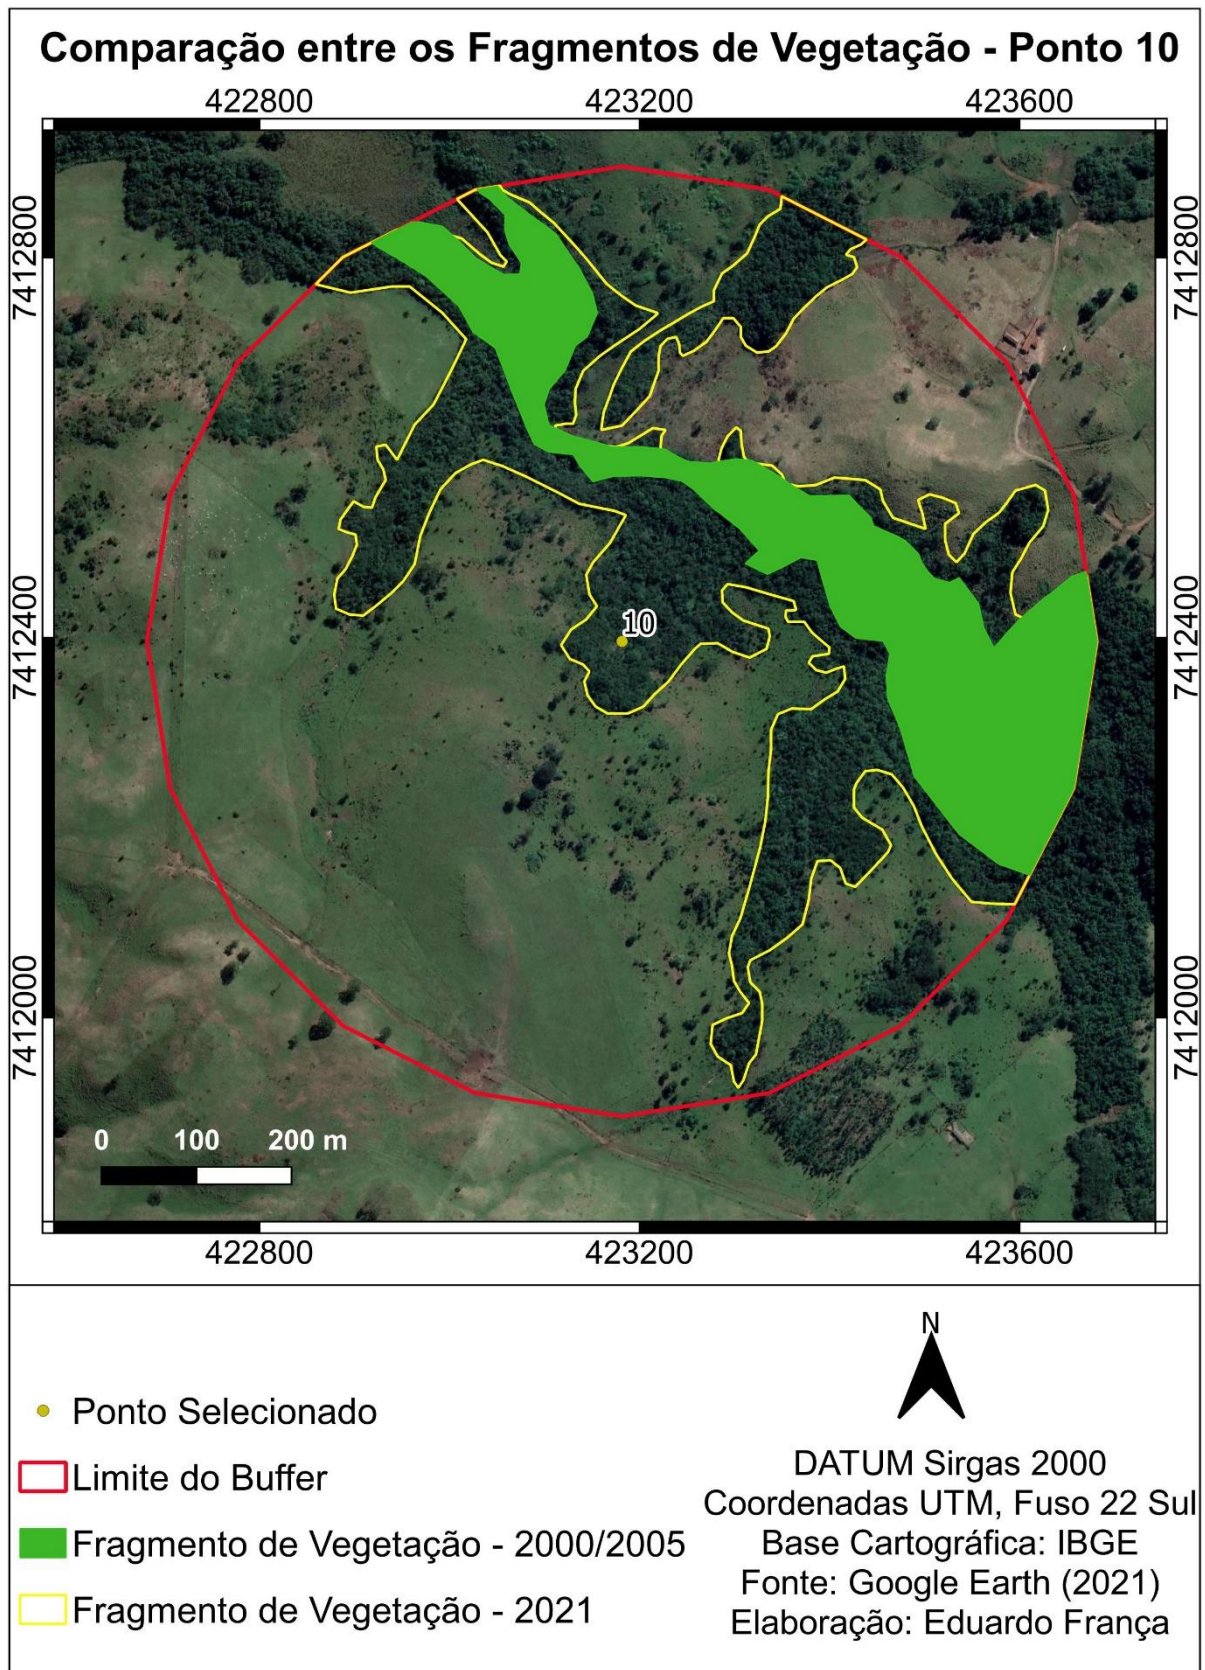 Comparação entre os Fragmentos de Vegetação - Ponto 10
422800 423200 423600
7412800 7412800
10
7412400 7412400
7412000 7412000
0 100 200 m
422800 423200 423600
N
Ponto Selecionado
Limite do Buffer
Fragmento de Vegetação - 2000/2005
Fragmento de Vegetação - 2021
DATUM Sirgas 2000
Coordenadas UTM, Fuso 22 Sul
Base Cartográfica: IBGE
Fonte: Google Earth (2021)
Elaboração: Eduardo França